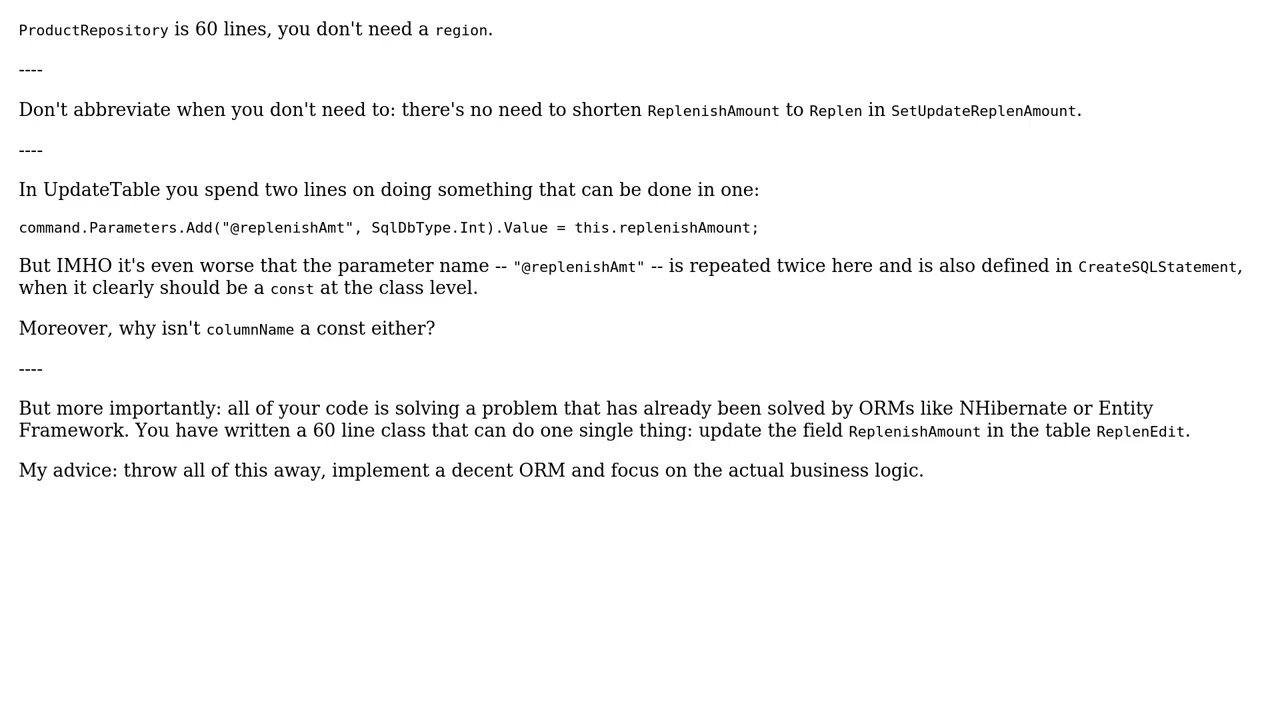 ProductRepository is 60 lines, you don't need a region.
----
Don't abbreviate when you don't need to: there's no need to shorten ReplenishAmount to Replen in SetUpdateReplenAmount.
----
In UpdateTable you spend two lines on doing something that can be done in one:
command.Parameters.Add("@replenishAmt", SqlDbType.Int).Value = this.replenishAmount;
But IMHO it's even worse that the parameter name -- "@replenishAmt" -- is repeated twice here and is also defined in CreateSQLStatement,
when it clearly should be a const at the class level.
Moreover, why isn't columnName a const either?
----
But more importantly: all of your code is solving a problem that has already been solved by ORMs like NHibernate or Entity
Framework. You have written a 60 line class that can do one single thing: update the field ReplenishAmount in the table ReplenEdit.
My advice: throw all of this away, implement a decent ORM and focus on the actual business logic.